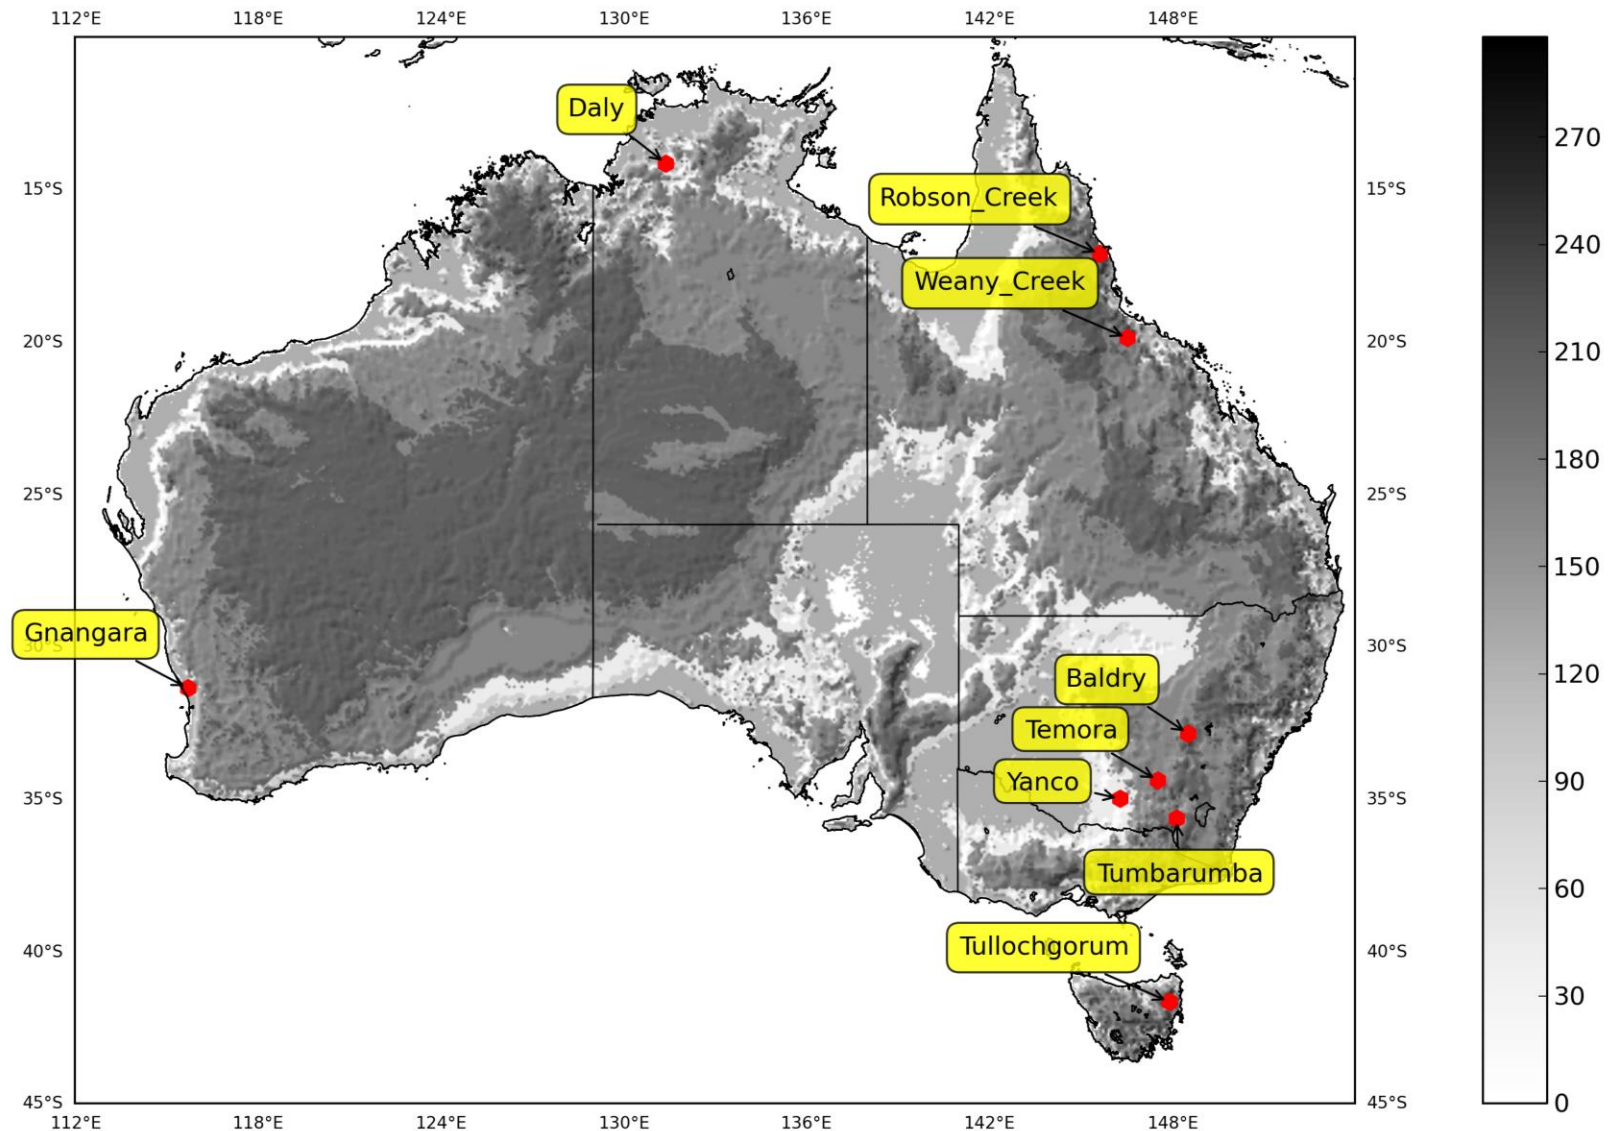 112°E 118°E 124°E 130°E 136°E 142°E 148°E
Daly
270
15°S 15°S
Robson_Creek
240
Weany_Creek
20°S 20°S
210
180
25°S 25°S
150
Gnangara
30°S 30°S
120
Baldry
Temora
Yanco
90
35°S 35°S
Tumbarumba
60
Tullochgorum
40°S 40°S
30
45°S 45°S
0
112°E 118°E 124°E 130°E 136°E 142°E 148°E